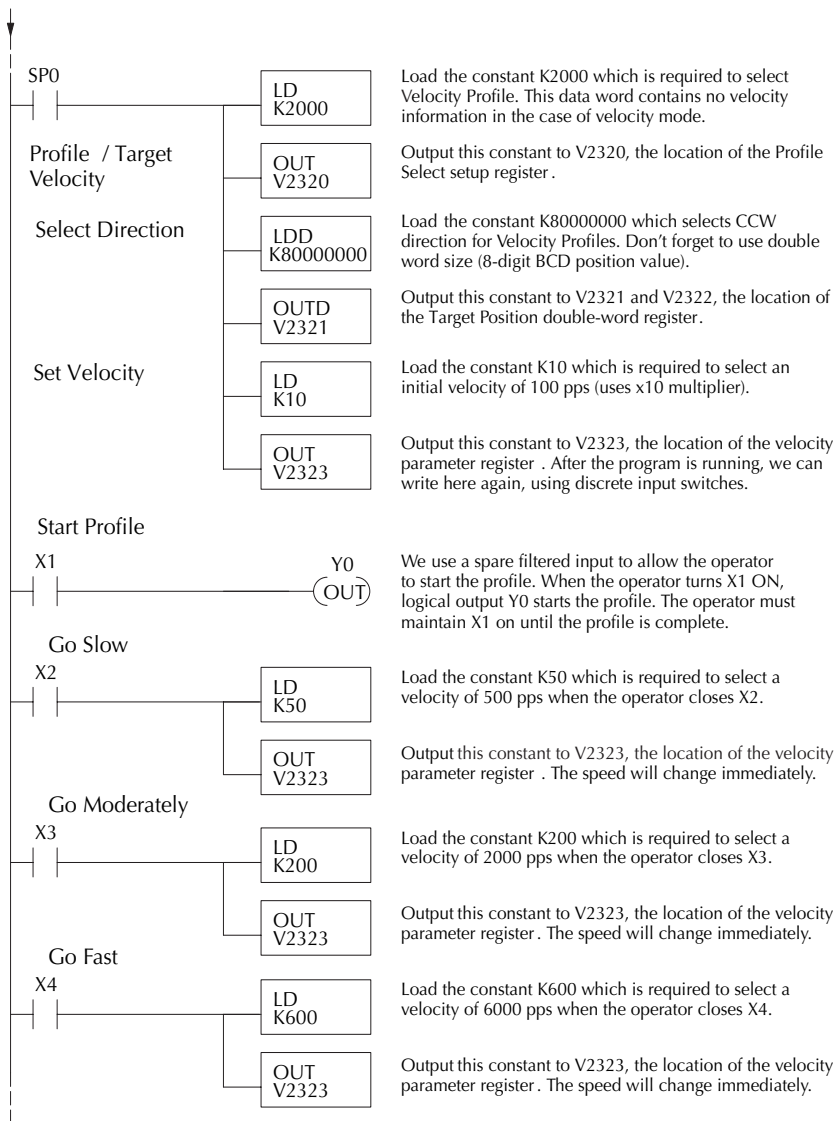 SP0
LD
K2000
Load the constant K2000 which is required to select
Velocity Profile. This data word contains no velocity
information in the case of velocity mode.
Profile / Target
Velocity
OUT
V2320
Output this constant to V2320, the location of the Profile
Select setup register.
Select Direction
LDD
K80000000
Load the constant K80000000 which selects CCW
direction for Velocity Profiles. Don't forget to use double
word size (8-digit BCD position value).
OUTD
V2321
Output this constant to V2321 and V2322, the location of
the Target Position double-word register.
Set Velocity
LD
K10
Load the constant K10 which is required to select an
initial velocity of 100 pps (uses x10 multiplier).
OUT
V2323
Output this constant to V2323, the location of the velocity
parameter register . After the program is running, we can
write here again, using discrete input switches.
Start Profile
X1
Y0
OUT
We use a spare filtered input to allow the operator
to start the profile. When the operator turns X1 ON,
logical output Y0 starts the profile. The operator must
maintain X1 on until the profile is complete.
Go Slow
X2
LD
K50
Load the constant K50 which is required to select a
velocity of 500 pps when the operator closes X2.
OUT
V2323
Output this constant to V2323, the location of the velocity
parameter register . The speed will change immediately.
Go Moderately
X3
LD
K200
Load the constant K200 which is required to select a
velocity of 2000 pps when the operator closes X3.
OUT
V2323
Output this constant to V2323, the location of the velocity
parameter register. The speed will change immediately.
Go Fast
X4
LD
K600
Load the constant K600 which is required to select a
velocity of 6000 pps when the operator closes X4.
OUT
V2323
Output this constant to V2323, the location of the velocity
parameter register. The speed will change immediately.